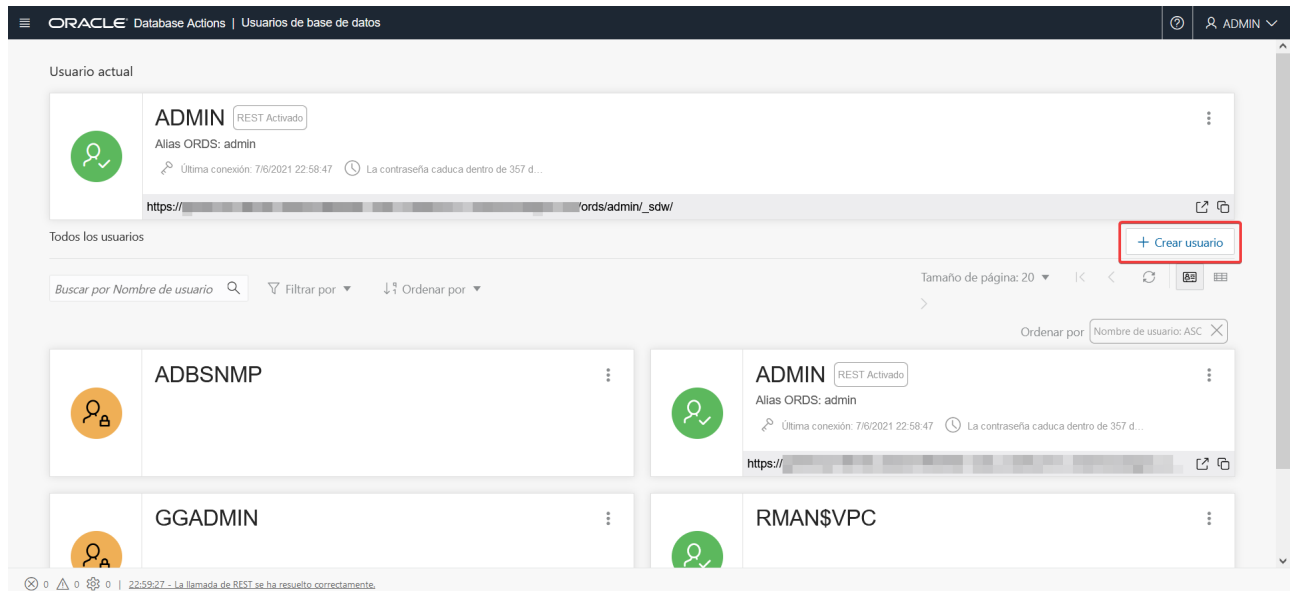 ORACLE Database Actions | Usuarios de base de datos
ADMIN
Usuario actual
ADMIN REST Activado
Alias ORDS: admin
Última conexión: 7/6/2021 22:58:47 La contraseña caduca dentro de 357 d...
https:// /ords/admin/_sdw/
Todos los usuarios
+ Crear usuario
Buscar por Nombre de usuario Filtrar por Ordenar por
Tamaño de página: 20
Ordenar por Nombre de usuario: ASC
ADBSNMP
ADMIN REST Activado
Alias ORDS: admin
Última conexión: 7/6/2021 22:58:47 La contraseña caduca dentro de 357 d...
https://
GGADMIN
RMAN$VPC
0 0 0 | 22:59:27 - La llamada de REST se ha resuelto correctamente.